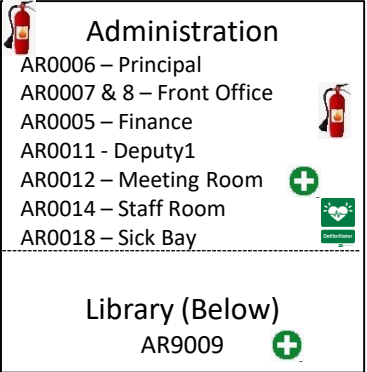 Administration
AR0006 – Principal
AR0007 & 8 – Front Office
AR0005 – Finance
AR0011 - Deputy1
AR0012 – Meeting Room
AR0014 – Staff Room
AR0018 – Sick Bay
Defibrillator
Library (Below)
AR9009